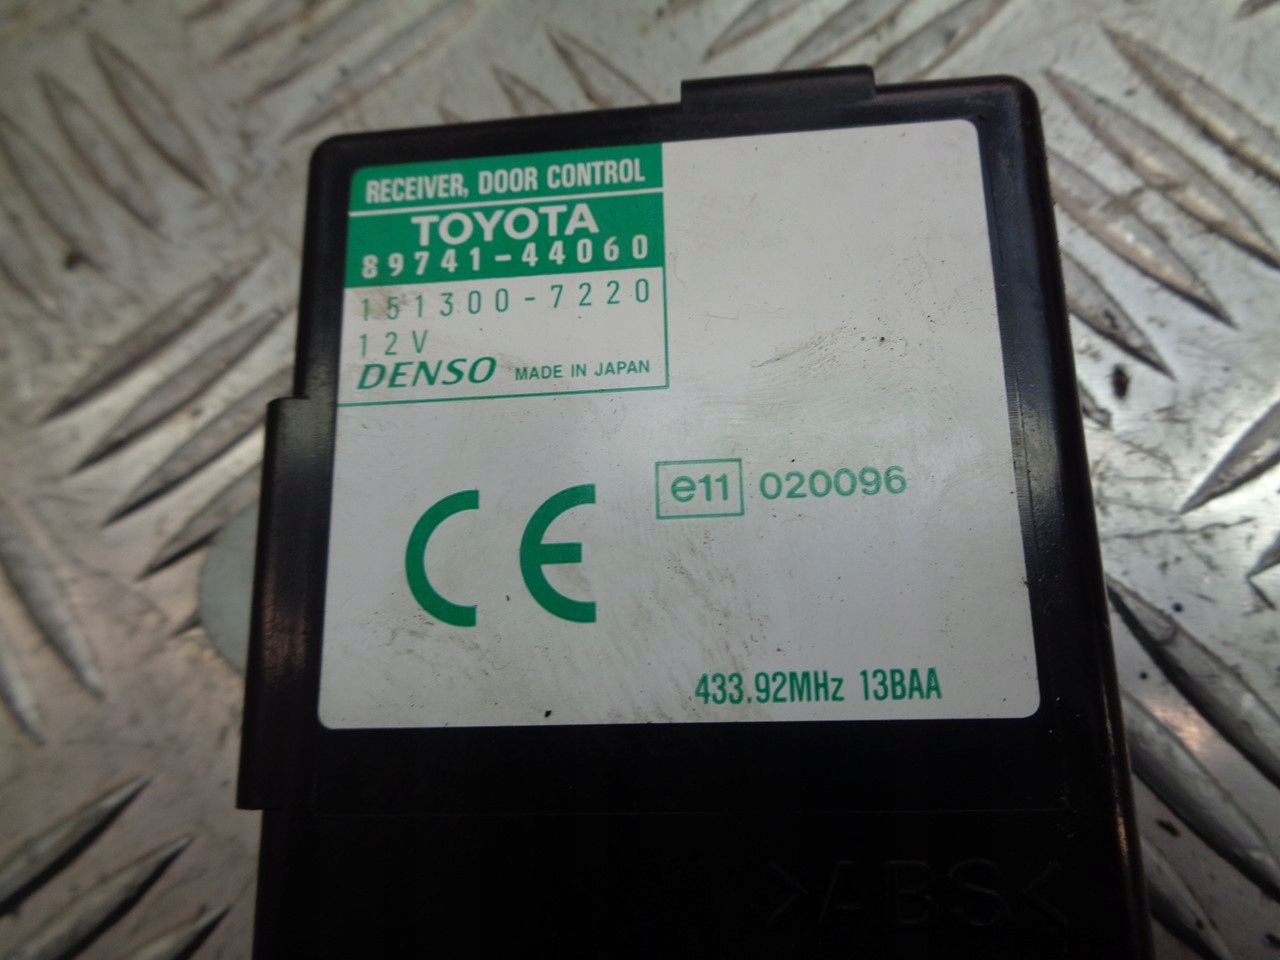 RECEIVER, DOOR CONTROL
TOYOTA
89741-44060
151300-7220
12V
DENSO MADE IN JAPAN
CE
e11 020096
433.92MHz 13BAA
>ABS<